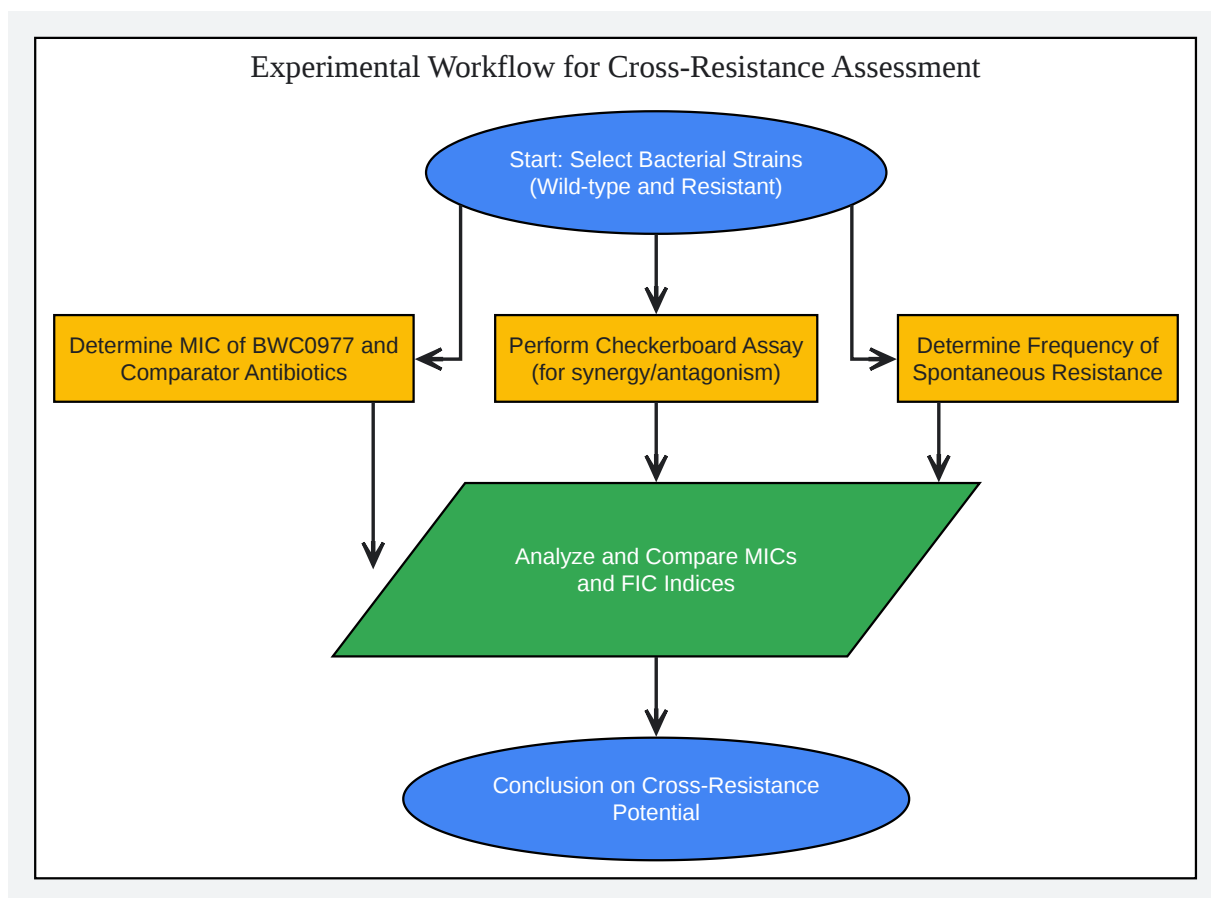 Experimental Workflow for Cross-Resistance Assessment
Start: Select Bacterial Strains
(Wild-type and Resistant)
Determine MIC of BWC0977 and
Comparator Antibiotics
Perform Checkerboard Assay
(for synergy/antagonism)
Determine Frequency of
Spontaneous Resistance
Analyze and Compare MICs
and FIC Indices
Conclusion on Cross-Resistance
Potential